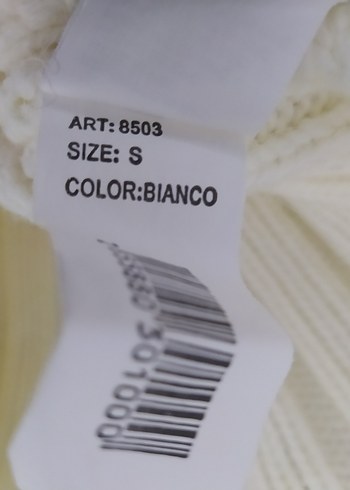 ART: 8503
SIZE: S
COLOR:BIANCO
301000